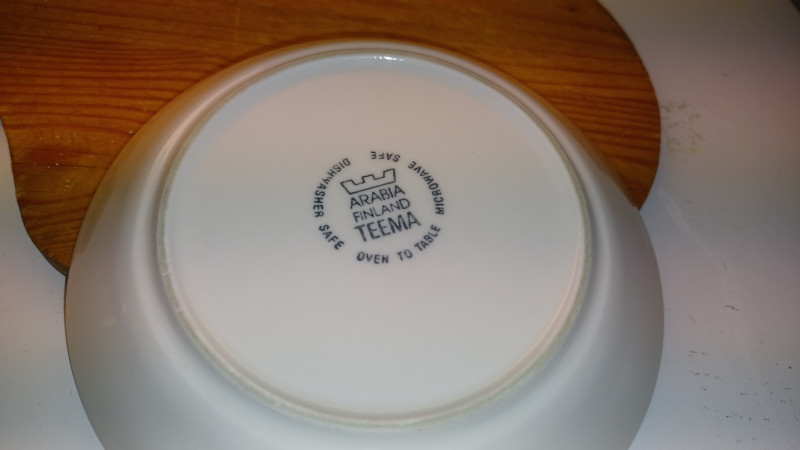 ARABIA
FINLAND
TEEMA
DISHWASHER SAFE
OVEN TO TABLE
MICROWAVE SAFE